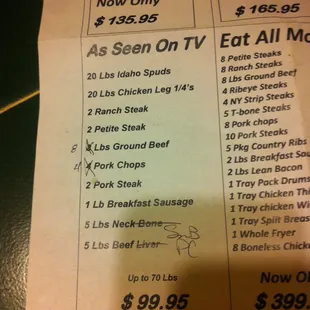 Now Only
$ 135.95
$ 165.95
As Seen On TV
20 Lbs Idaho Spuds
20 Lbs Chicken Leg 1/4's
2 Ranch Steak
2 Petite Steak
8 Lbs Ground Beef
4 Pork Chops
2 Pork Steak
1 Lb Breakfast Sausage
5 Lbs Neck Bone
5 Lbs Beef Liver
Up to 70 Lbs
$ 99.95
Eat All Mo
8 Petite Steaks
8 Ranch Steaks
8 Lbs Ground Beef
4 Ribeye Steaks
4 NY Strip Steaks
5 T-bone Steaks
8 Pork chops
10 Pork Steaks
5 Pkg Country Ribs
2 Lbs Breakfast Sau
2 Lbs Lean Bacon
1 Tray Pack Drums
1 Tray Chicken Thi
1 Tray chicken Win
1 Tray Split Breas
1 Whole Fryer
8 Boneless Chicke
Now Onl
$ 399.